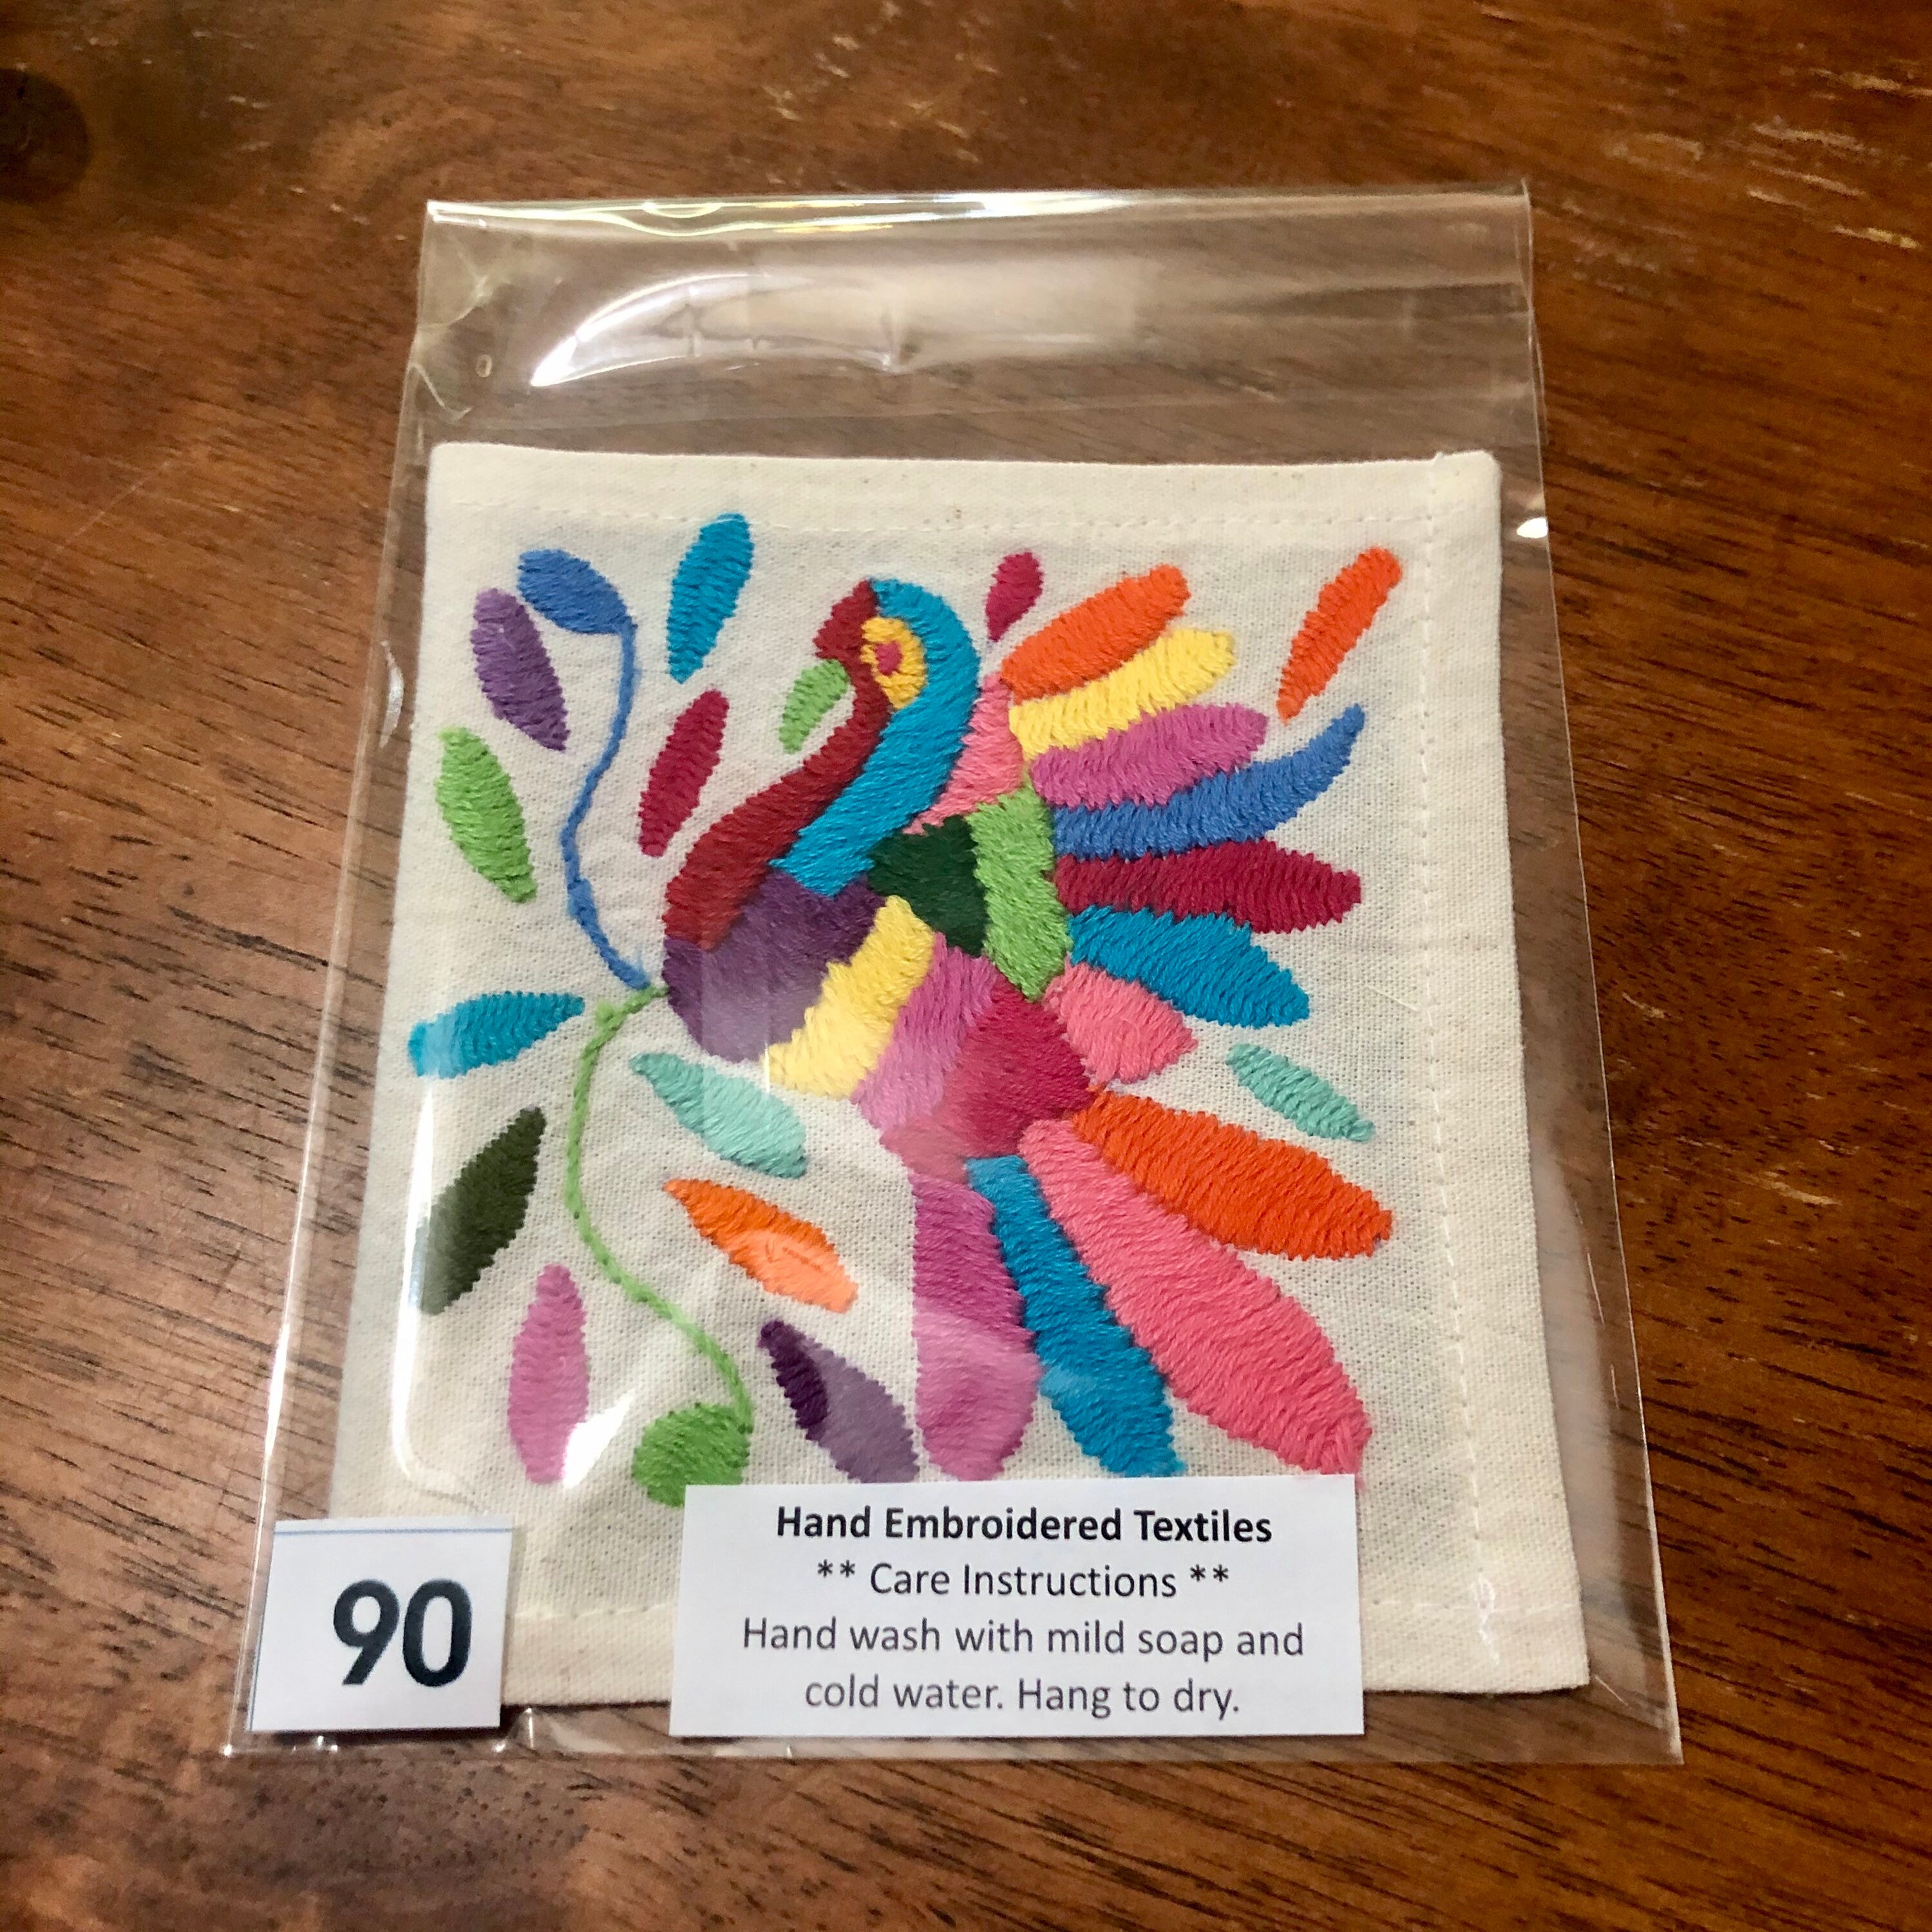 90
Hand Embroidered Textiles
** Care Instructions **
Hand wash with mild soap and
cold water. Hang to dry.